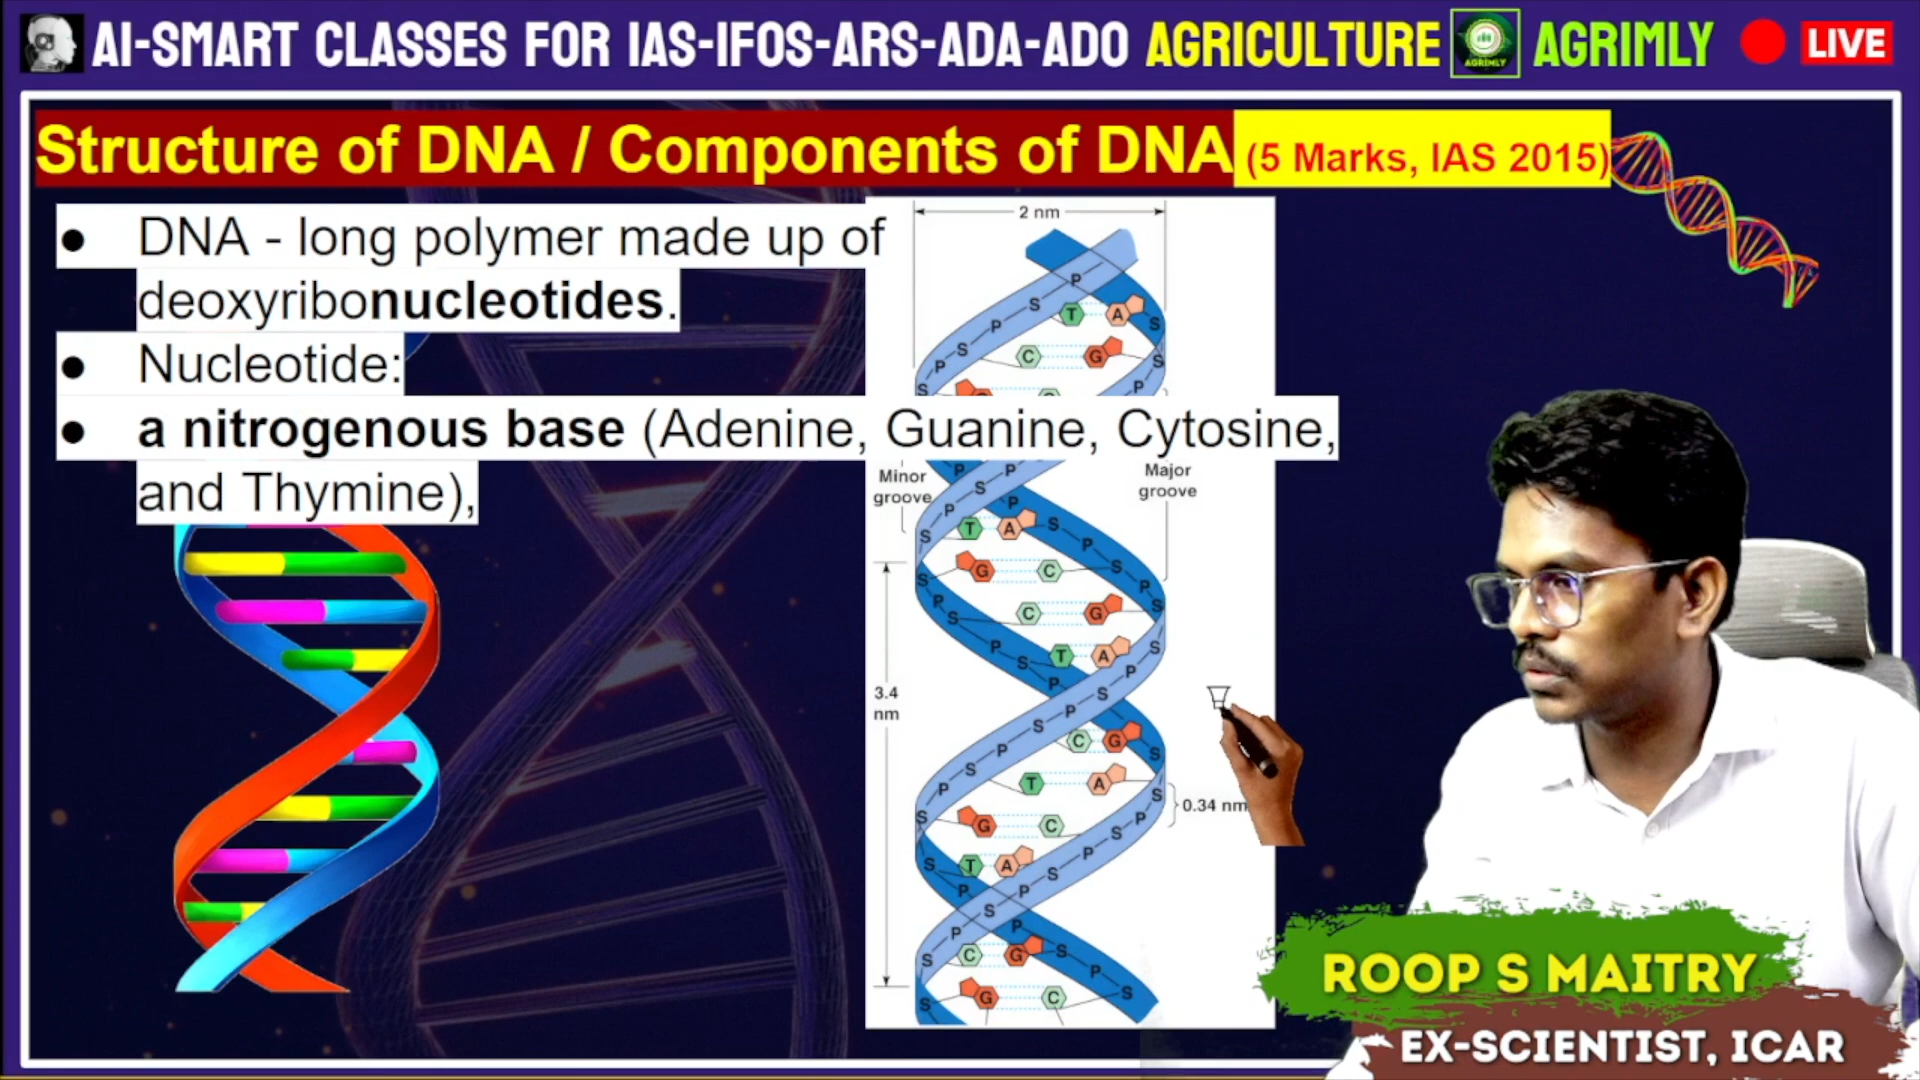 AI-SMART CLASSES FOR IAS-IFOS-ARS-ADA-ADO AGRICULTURE AGRIMLY AGRIMLY LIVE
Structure of DNA / Components of DNA (5 Marks, IAS 2015)
● DNA - long polymer made up of
deoxyribonucleotides.
● Nucleotide:
● a nitrogenous base (Adenine, Guanine, Cytosine,
and Thymine),
2 nm
P
S T A
P S
S C G
P S
S P
Minor
groove
Major
groove
P P
S
P P
T A S
S P
G C S
S P
P C G S
S
P T A S
S P
P S
P
S C G
P S
S T A
P S
0.34 nm
3.4
nm
S G C P
S
S T A P
P P S
S
P P
S C G S
P
G C S
S
ROOP S MAITRY
EX-SCIENTIST, ICAR